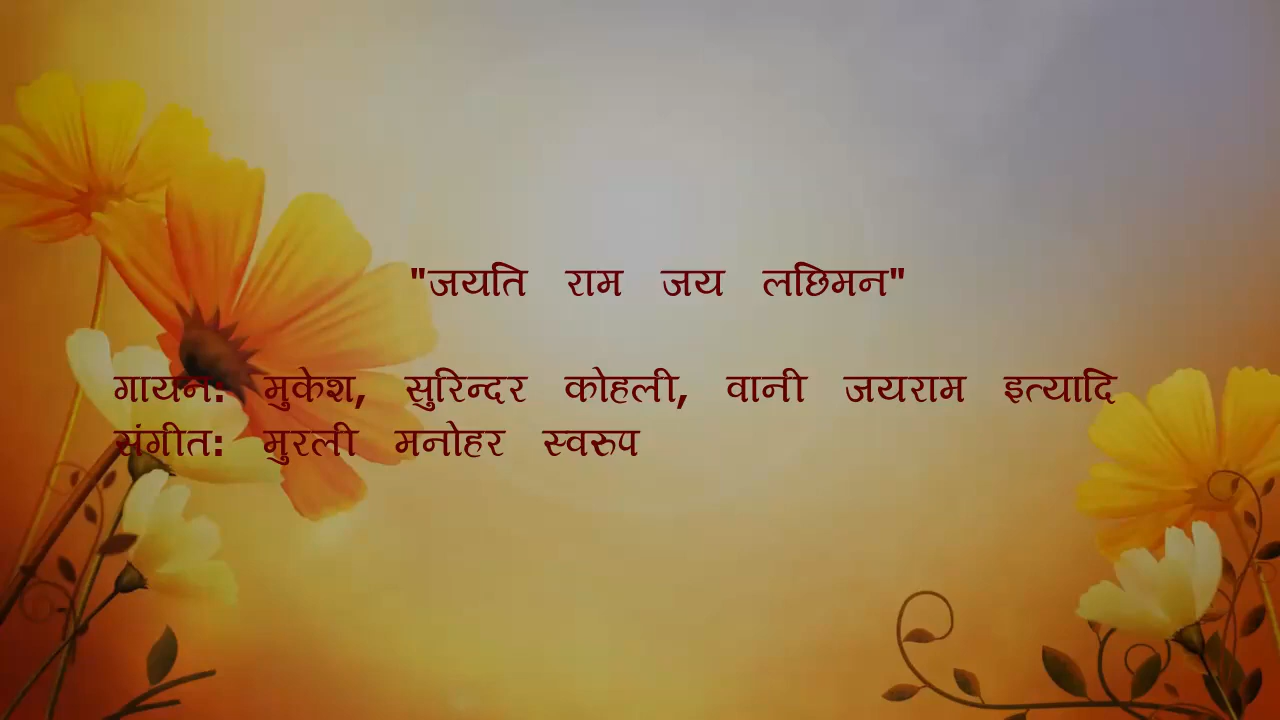 "जयति राम जय लछिमन"
गायन: मुकेश, सुरिन्दर कोहली, वानी जयराम इत्यादि
संगीत: मुरली मनोहर स्वरुप